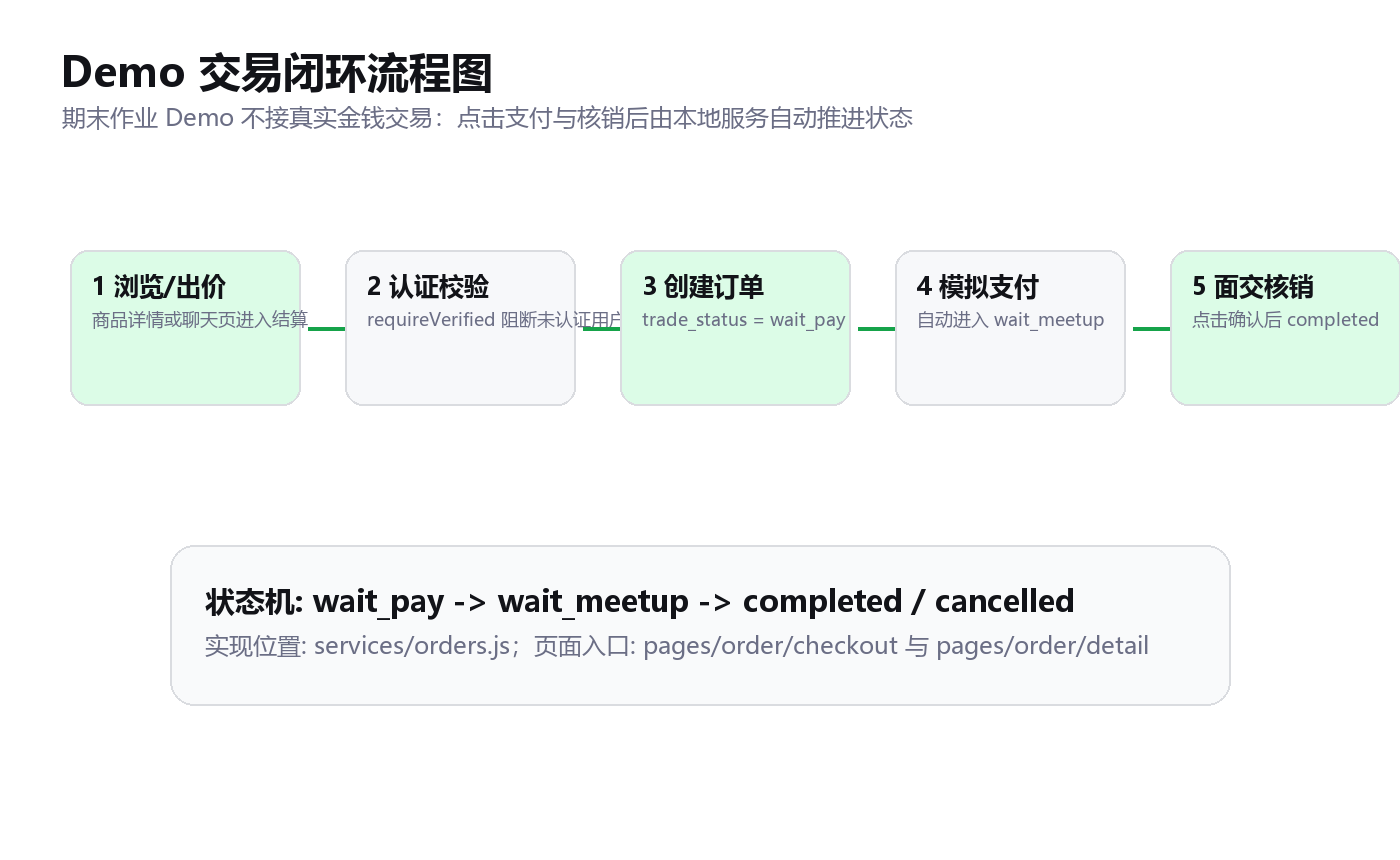 Demo 交易闭环流程图
期末作业 Demo 不接真实金钱交易：点击支付与核销后由本地服务自动推进状态
1 浏览/出价
商品详情或聊天页进入结算
2 认证校验
requireVerified 阻断未认证用户
3 创建订单
trade_status = wait_pay
4 模拟支付
自动进入 wait_meetup
5 面交核销
点击确认后 completed
状态机: wait_pay -> wait_meetup -> completed / cancelled
实现位置: services/orders.js；页面入口: pages/order/checkout 与 pages/order/detail